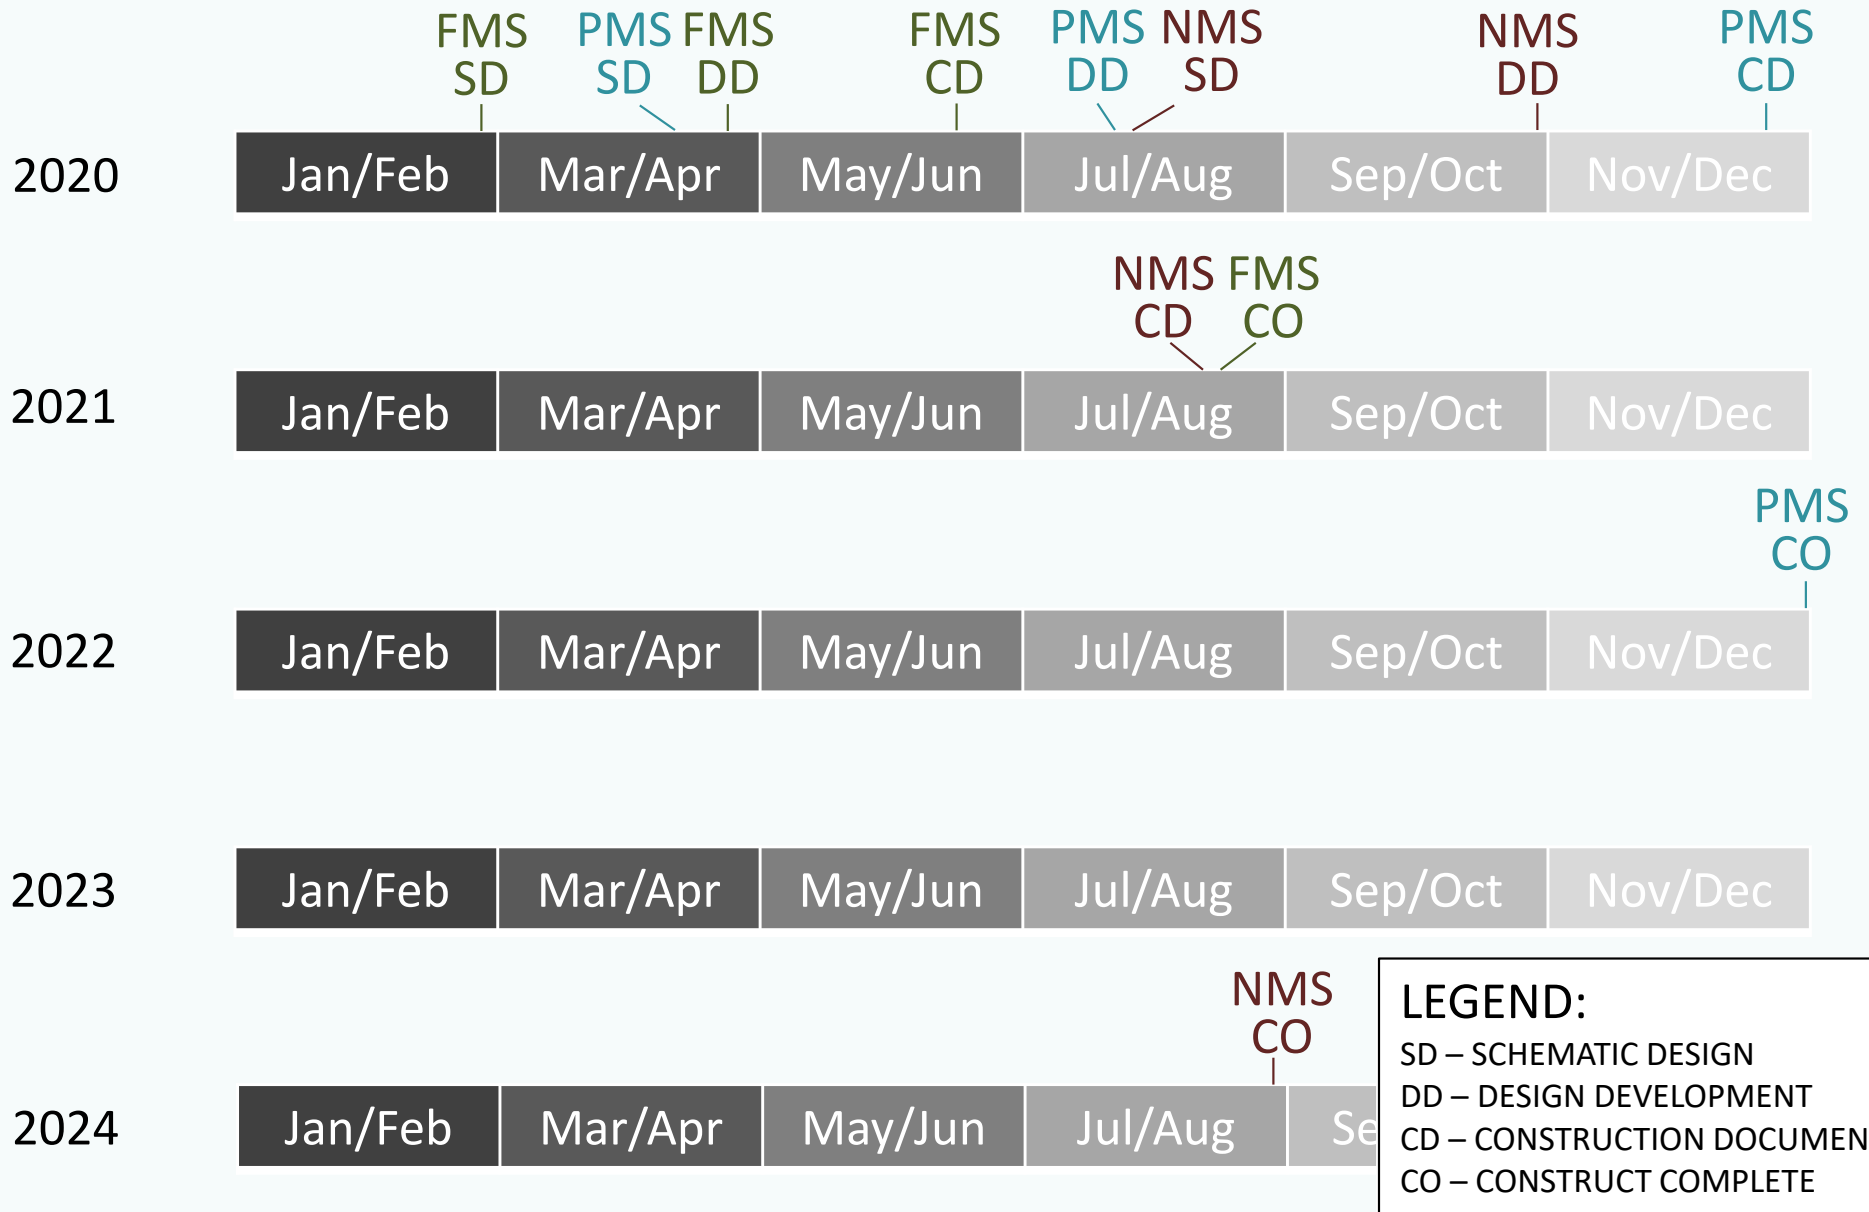 FMS PMS FMS FMS PMS NMS NMS PMS
SD SD DD CD DD SD DD CD
2020 Jan/Feb Mar/Apr May/Jun Jul/Aug Sep/Oct Nov/Dec
NMS FMS
CD CO
2021 Jan/Feb Mar/Apr May/Jun Jul/Aug Sep/Oct Nov/Dec
PMS
CO
2022 Jan/Feb Mar/Apr May/Jun Jul/Aug Sep/Oct Nov/Dec
2023 Jan/Feb Mar/Apr May/Jun Jul/Aug Sep/Oct Nov/Dec
NMS
CO
2024 Jan/Feb Mar/Apr May/Jun Jul/Aug Se
LEGEND:
SD – SCHEMATIC DESIGN
DD – DESIGN DEVELOPMENT
CD – CONSTRUCTION DOCUMEN
CO – CONSTRUCT COMPLETE